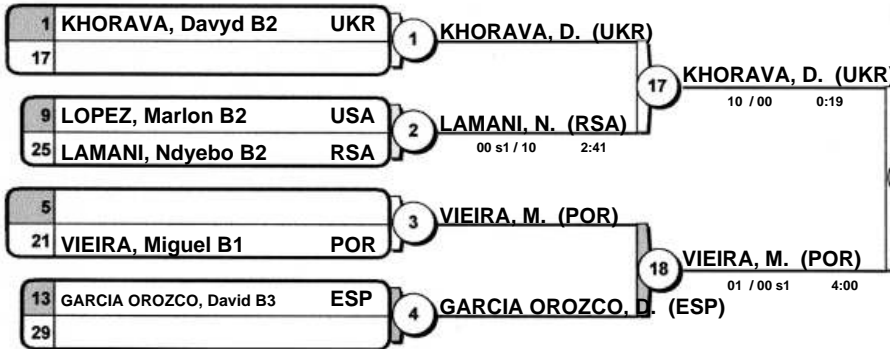 1 KHORAVA, Davyd B2 UKR
17
1
KHORAVA, D. (UKR)
9 LOPEZ, Marlon B2 USA
25 LAMANI, Ndyebo B2 RSA
2
LAMANI, N. (RSA)
00 s1 / 10 2:41
17
KHORAVA, D. (UKR)
10 / 00 0:19
5
21 VIEIRA, Miguel B1 POR
3
VIEIRA, M. (POR)
13 GARCIA OROZCO, David B3 ESP
29
4
GARCIA OROZCO, D. (ESP)
18
VIEIRA, M. (POR)
01 / 00 s1 4:00